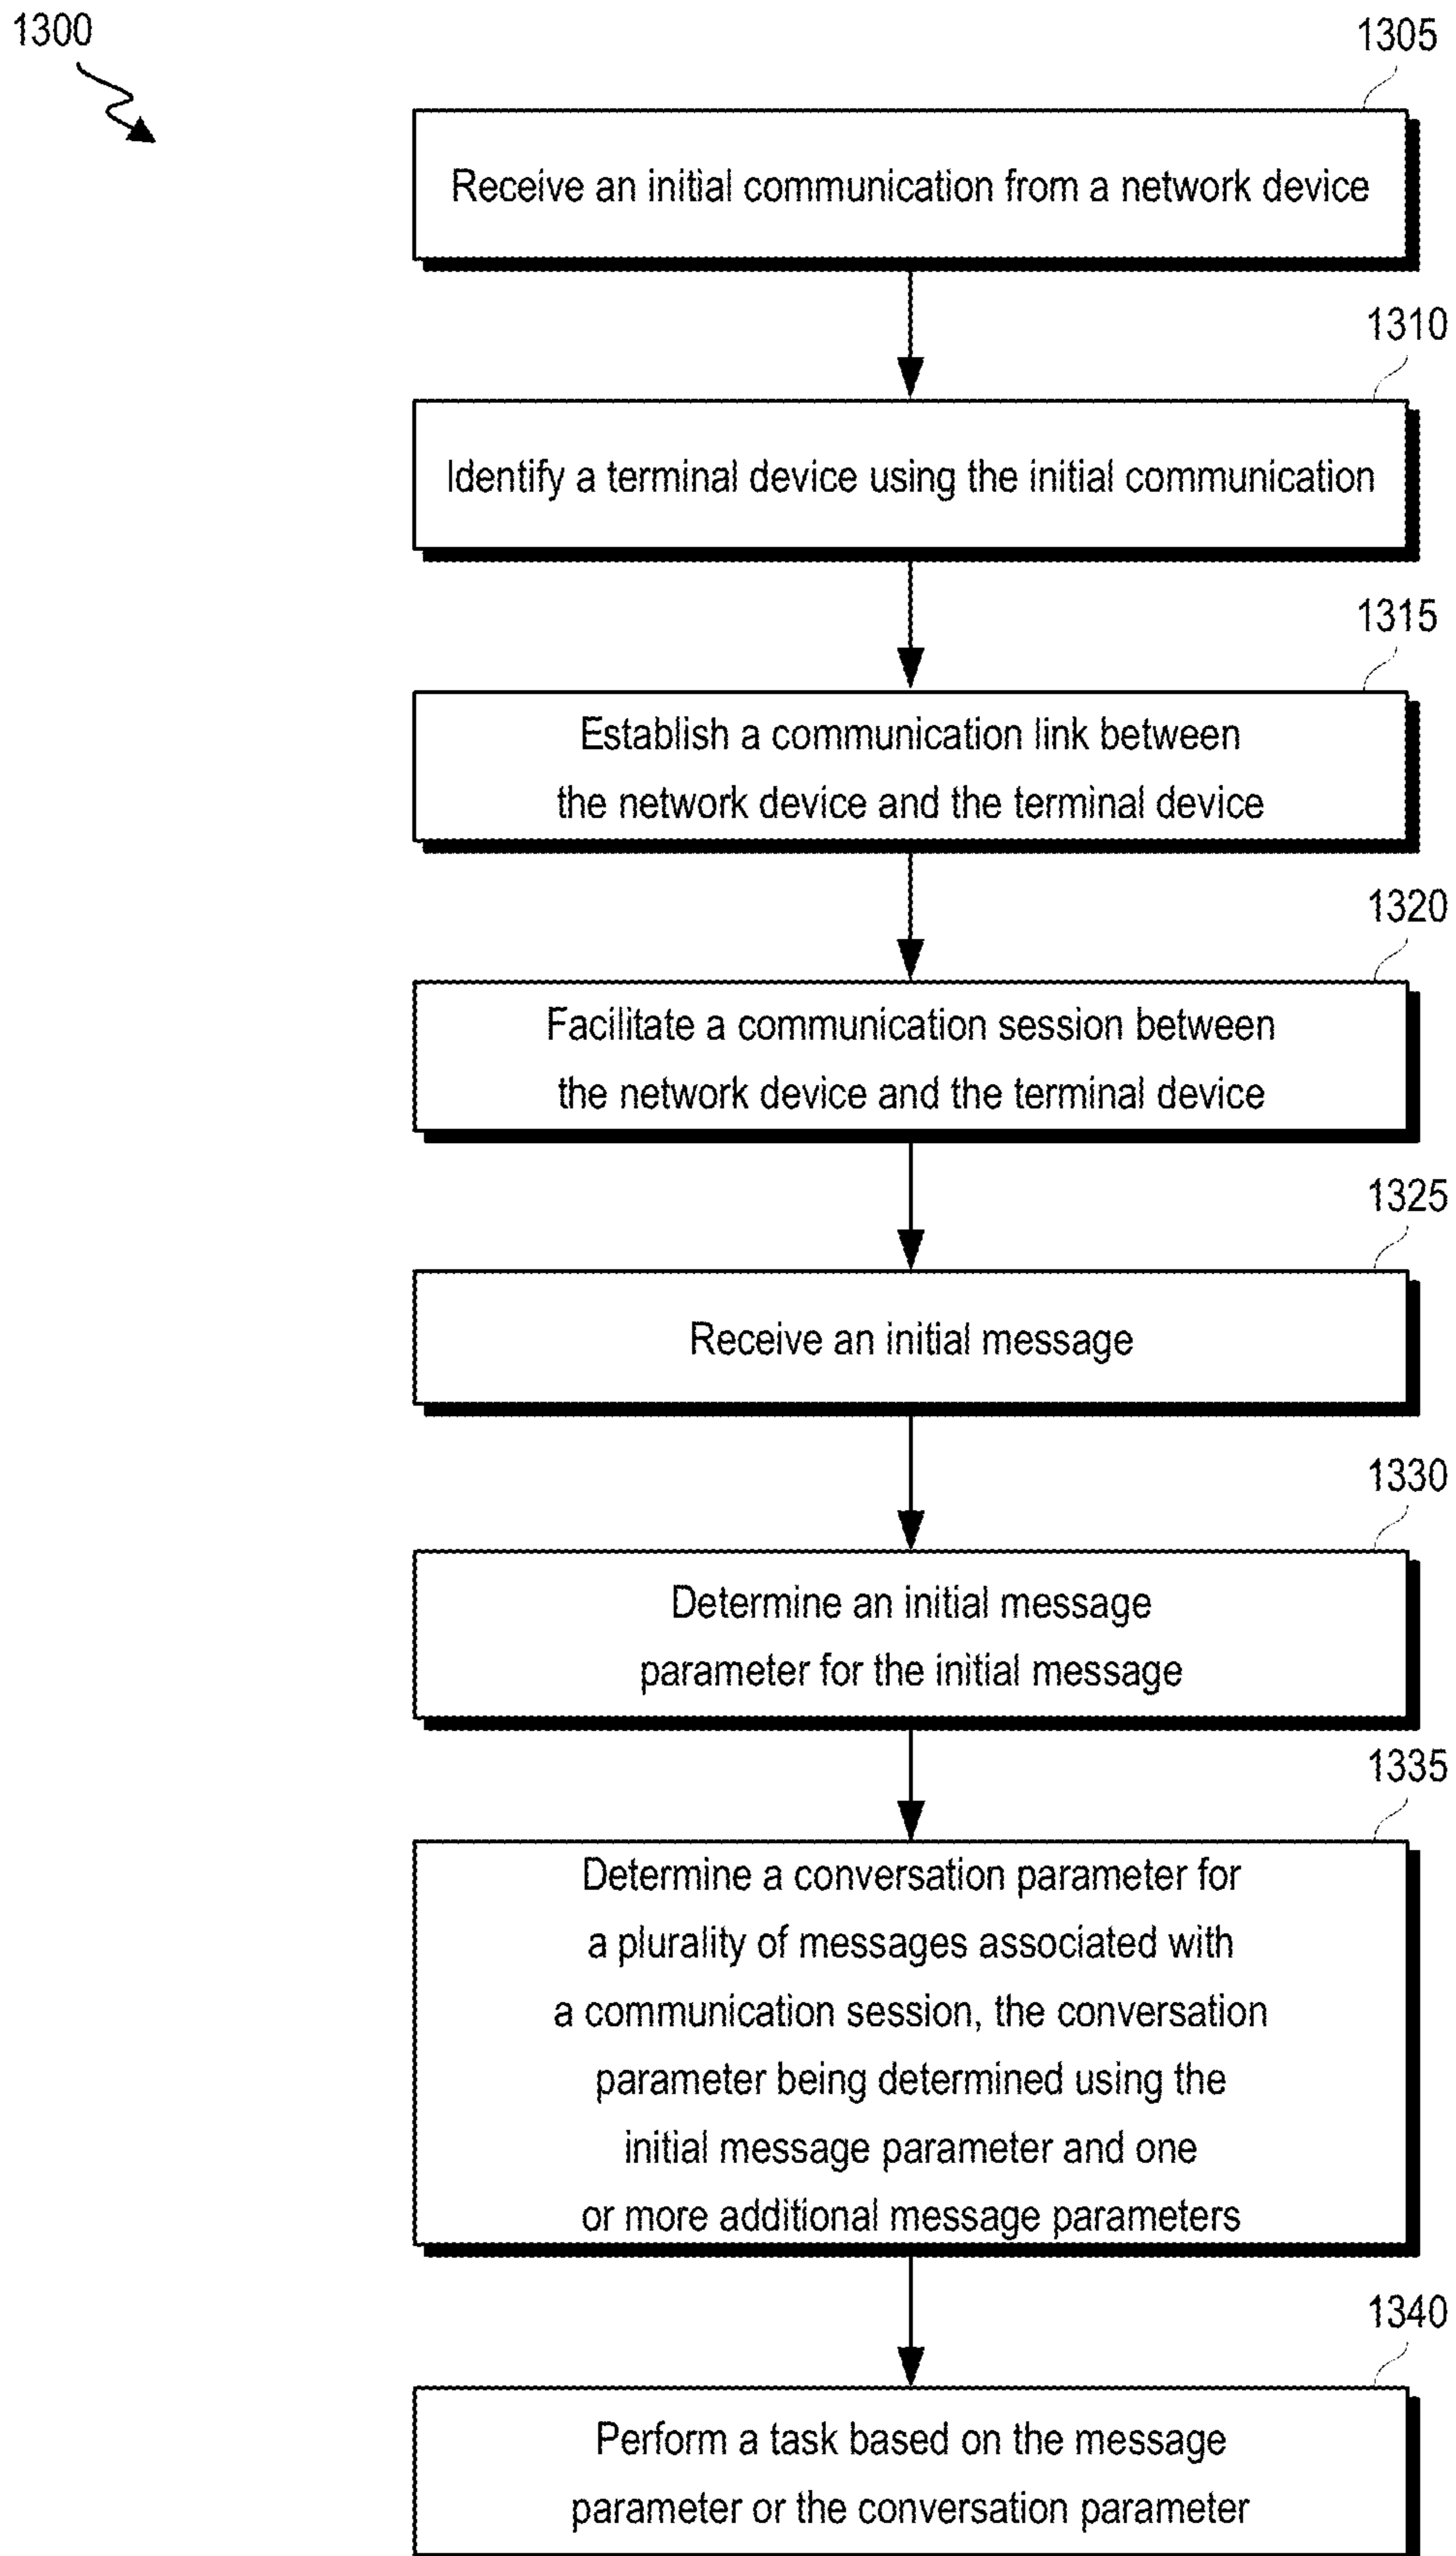 1300
1305
Receive an initial communication from a network device
1310
Identify a terminal device using the initial communication
1315
Establish a communication link between
the network device and the terminal device
1320
Facilitate a communication session between
the network device and the terminal device
1325
Receive an initial message
1330
Determine an initial message
parameter for the initial message
1335
Determine a conversation parameter for
a plurality of messages associated with
a communication session, the conversation
parameter being determined using the
initial message parameter and one
or more additional message parameters
1340
Perform a task based on the message
parameter or the conversation parameter